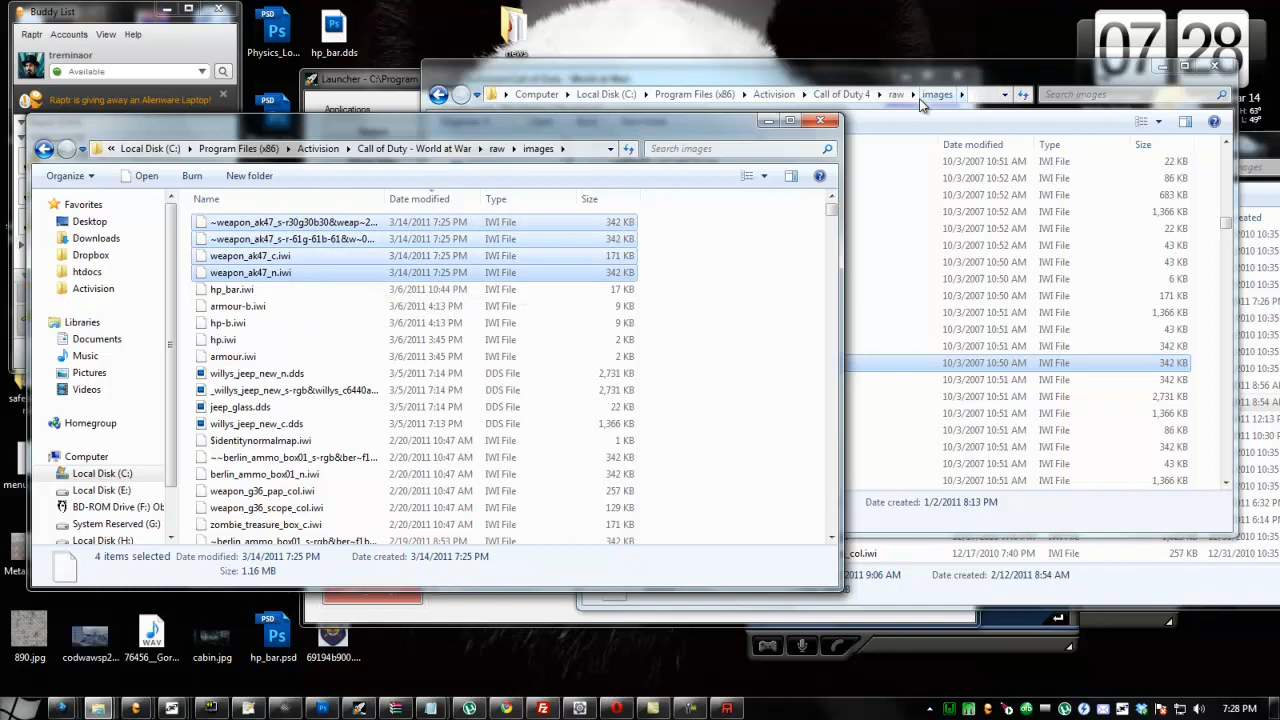 Buddy List
Raptr Accounts View Help
treminaor
Available
Raptr is giving away an Alienware Laptop!
Physics_Lo...
hp_bar.dds
news
07 28
Launcher - C:\Program
Applications
Computer Local Disk (C:) Program Files (x86) Activision Call of Duty 4 raw images Search images
Local Disk (C:) Program Files (x86) Activision Call of Duty - World at War raw images Search images
Organize Open Burn New folder
Name Date modified Type Size
Favorites
Desktop
Downloads
Dropbox
htdocs
Activision
Libraries
Documents
Music
Pictures
Videos
Homegroup
Computer
Local Disk (C:)
Local Disk (E:)
BD-ROM Drive (F:) Ob
System Reserved (G:)
Local Disk (H:)
~weapon_ak47_s-r30g30b30&weap~2... 3/14/2011 7:25 PM IWI File 342 KB
~weapon_ak47_s-r-61g-61b-61&w~0... 3/14/2011 7:25 PM IWI File 342 KB
weapon_ak47_c.iwi 3/14/2011 7:25 PM IWI File 171 KB
weapon_ak47_n.iwi 3/14/2011 7:25 PM IWI File 342 KB
hp_bar.iwi 3/6/2011 10:44 PM IWI File 17 KB
armour-b.iwi 3/6/2011 4:13 PM IWI File 9 KB
hp-b.iwi 3/6/2011 4:13 PM IWI File 9 KB
hp.iwi 3/6/2011 3:45 PM IWI File 2 KB
armour.iwi 3/6/2011 3:45 PM IWI File 2 KB
willys_jeep_new_n.dds 3/5/2011 7:14 PM DDS File 2,731 KB
_willys_jeep_new_s-rgb&willys_c6440a... 3/5/2011 7:14 PM DDS File 2,731 KB
jeep_glass.dds 3/5/2011 7:14 PM DDS File 22 KB
willys_jeep_new_c.dds 3/5/2011 7:13 PM DDS File 1,366 KB
$identitynormalmap.iwi 2/20/2011 10:47 AM IWI File 1 KB
~~berlin_ammo_box01_s-rgb&ber~f1... 2/20/2011 10:47 AM IWI File 342 KB
berlin_ammo_box01_n.iwi 2/20/2011 10:47 AM IWI File 342 KB
weapon_g36_pap_col.iwi 2/20/2011 10:47 AM IWI File 257 KB
weapon_g36_scope_col.iwi 2/20/2011 10:47 AM IWI File 257 KB
zombie_treasure_box_c.iwi 2/20/2011 10:47 AM IWI File 171 KB
~berlin_ammo_box01_s-rgb&ber~f1b... 2/19/2011 8:53 PM IWI File 342 KB
4 items selected Date modified: 3/14/2011 7:25 PM Date created: 3/14/2011 7:25 PM
Size: 1.16 MB
Date modified Type Size
10/3/2007 10:51 AM IWI File 22 KB
10/3/2007 10:51 AM IWI File 86 KB
10/3/2007 10:51 AM IWI File 683 KB
10/3/2007 10:51 AM IWI File 1,366 KB
10/3/2007 10:51 AM IWI File 22 KB
10/3/2007 10:51 AM IWI File 43 KB
10/3/2007 10:51 AM IWI File 43 KB
10/3/2007 10:51 AM IWI File 6 KB
10/3/2007 10:51 AM IWI File 171 KB
10/3/2007 10:51 AM IWI File 1,366 KB
10/3/2007 10:51 AM IWI File 43 KB
10/3/2007 10:51 AM IWI File 342 KB
10/3/2007 10:50 AM IWI File 342 KB
10/3/2007 10:51 AM IWI File 342 KB
10/3/2007 10:51 AM IWI File 2,731 KB
10/3/2007 10:51 AM IWI File 1,366 KB
10/3/2007 10:51 AM IWI File 86 KB
10/3/2007 10:51 AM IWI File 1,366 KB
10/3/2007 10:51 AM IWI File 43 KB
10/3/2007 10:51 AM IWI File 1,366 KB
Date created: 1/2/2011 8:13 PM
_col.iwi 12/17/2010 7:40 PM IWI File 257 KB
2011 9:06 AM Date created: 2/12/2011 8:54 AM
890.jpg
codwawsp2...
76456__Gor...
cabin.jpg
hp_bar.psd
69194b900....
7:28 PM